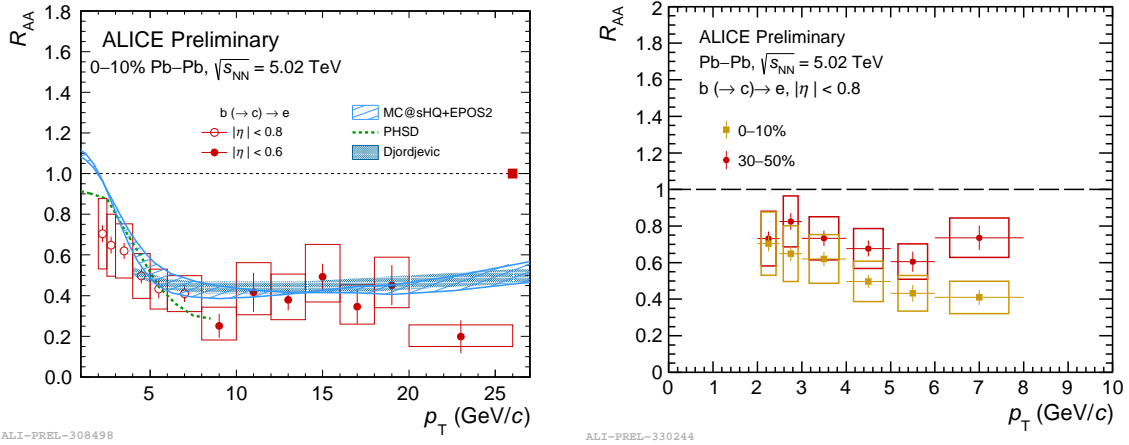 R_AA
1.8
1.6
1.4
1.2
1.0
0.8
0.6
0.4
0.2
0.0
ALICE Preliminary
0–10% Pb–Pb, √s_NN = 5.02 TeV
b (→ c) → e
|η| < 0.8
|η| < 0.6
MC@sHQ+EPOS2
PHSD
Djordjevic
5 10 15 20 25
p_T (GeV/c)
ALI-PREL-308498
R_AA
2
1.8
1.6
1.4
1.2
1
0.8
0.6
0.4
0.2
0
ALICE Preliminary
Pb–Pb, √s_NN = 5.02 TeV
b (→ c)→ e, |η | < 0.8
0–10%
30–50%
0 1 2 3 4 5 6 7 8 9 10
p_T (GeV/c)
ALI-PREL-330244